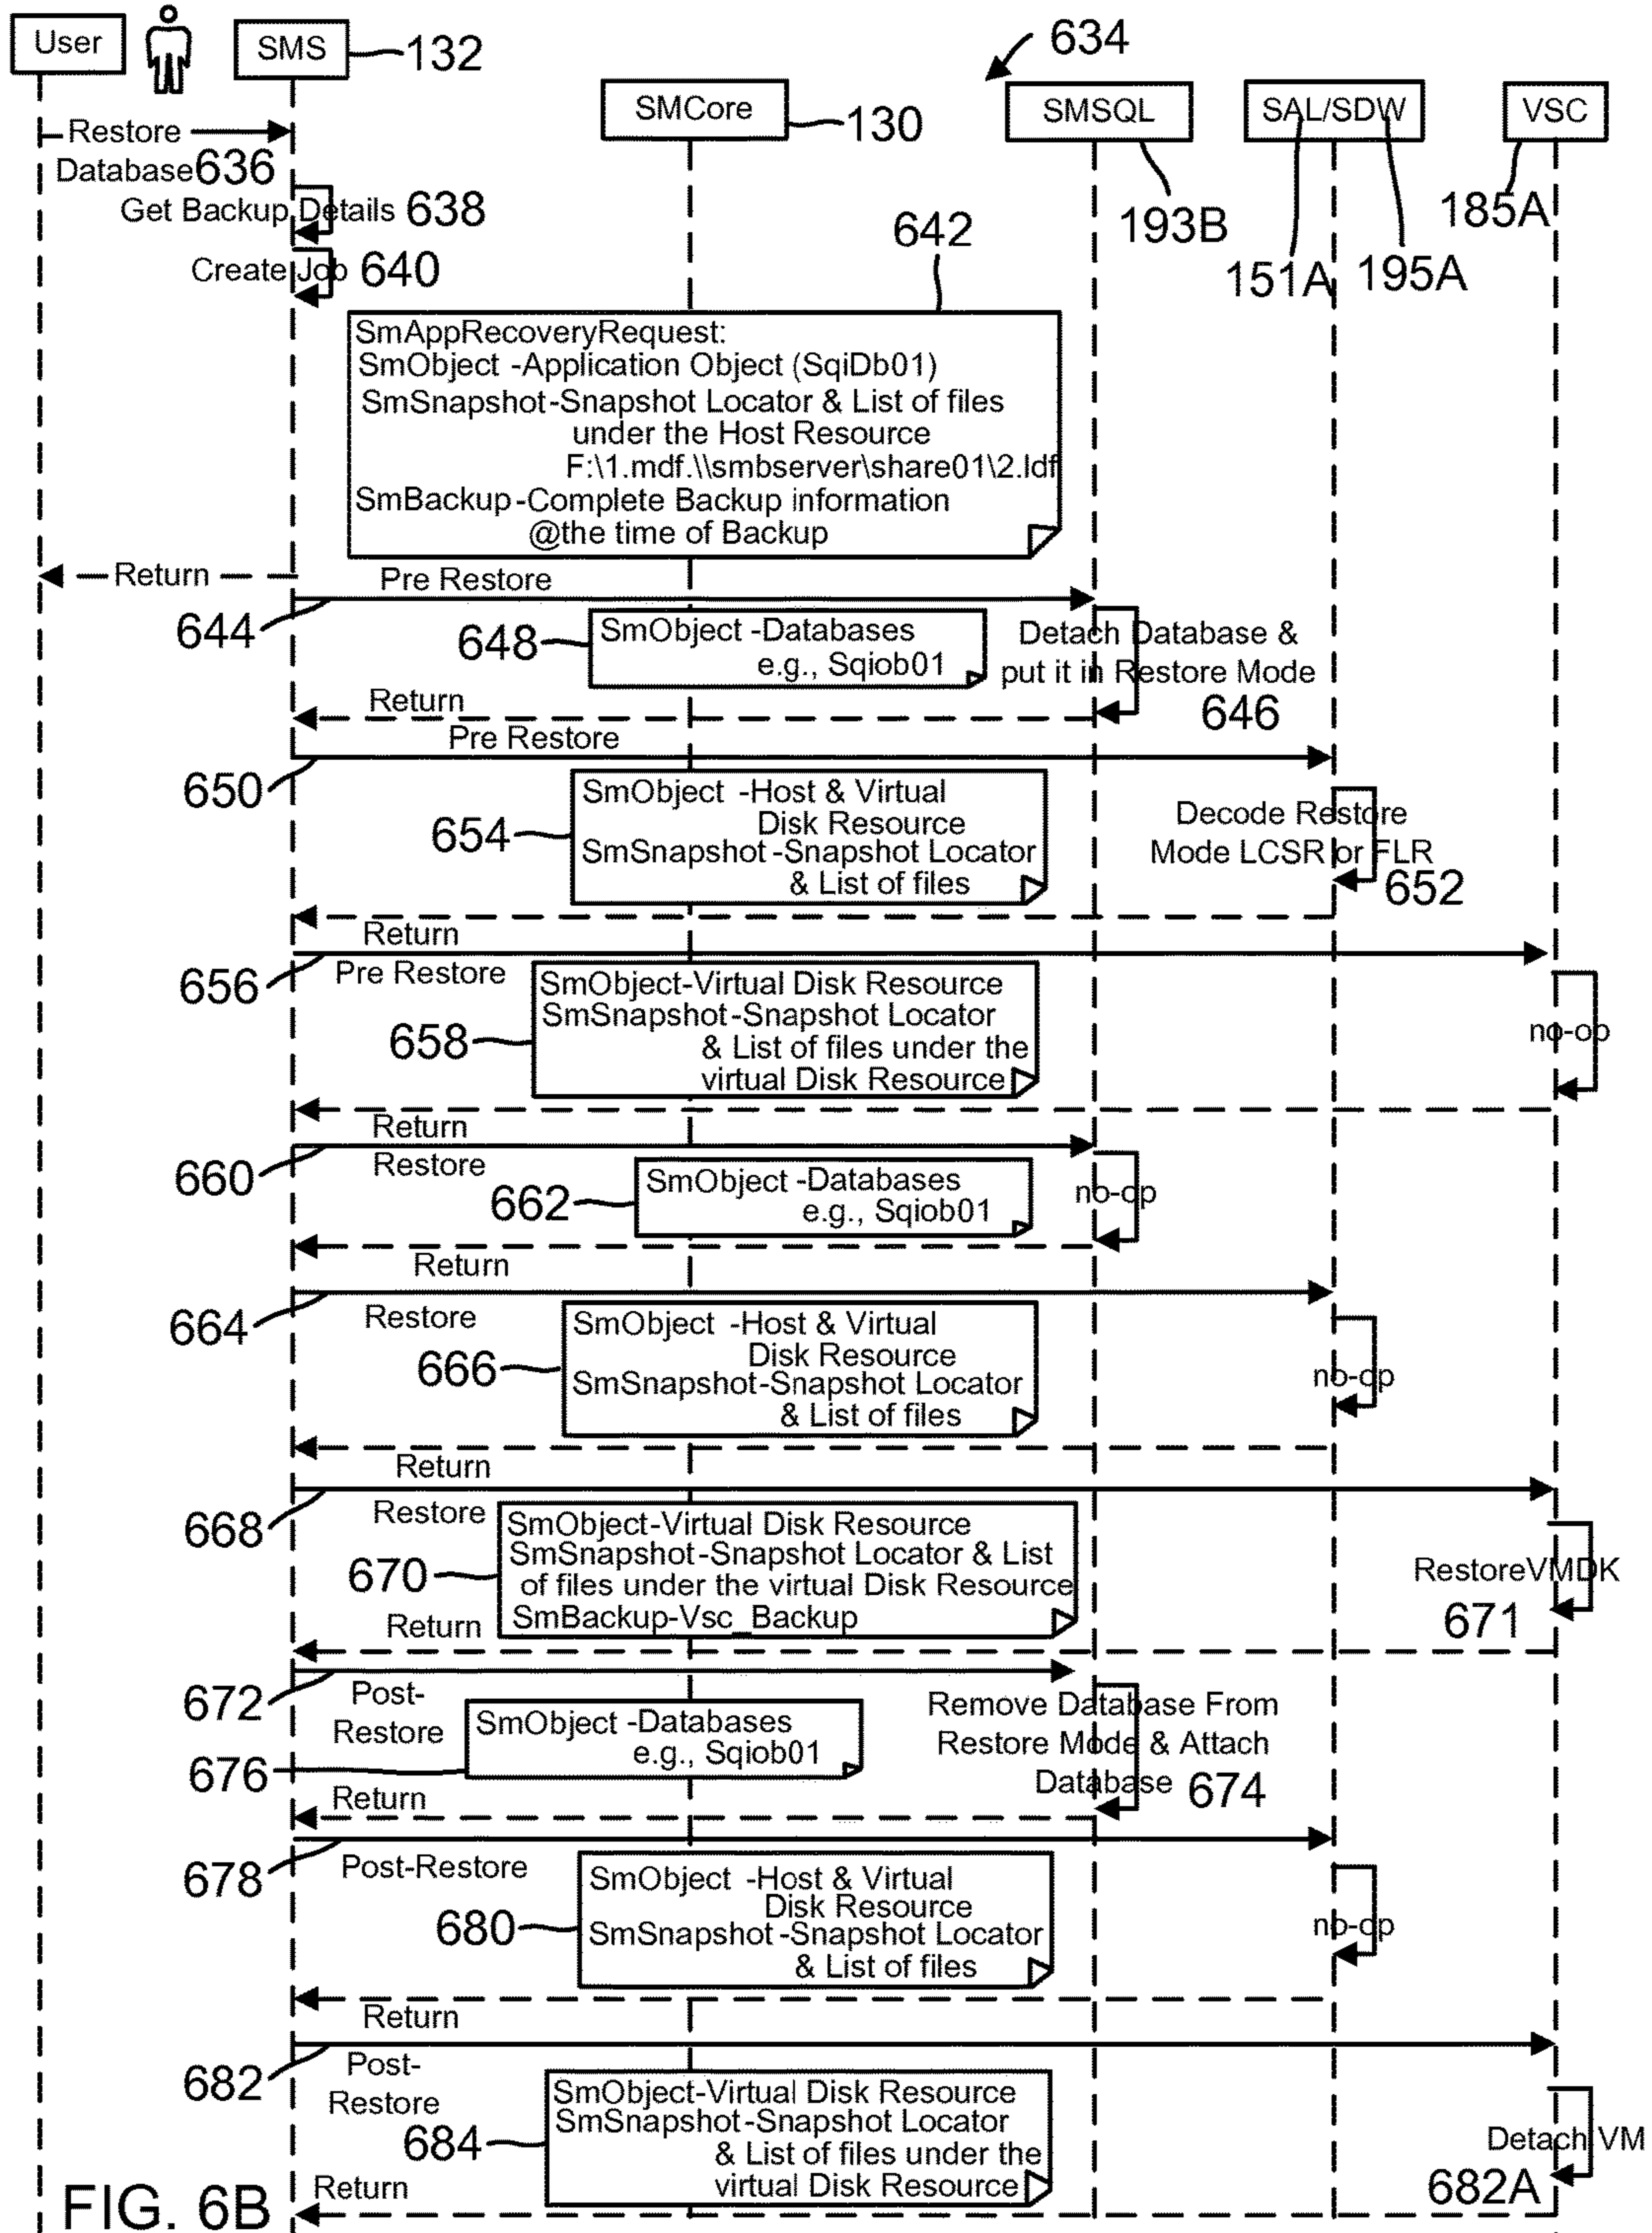 User
SMS
132
634
SMCore
130
SMSQL
SAL/SDW
VSC
Restore
Database 636
193B
151A
195A
185A
Get Backup Details 638
Create Job 640
642
SmAppRecoveryRequest:
SmObject -Application Object (SqiDb01)
SmSnapshot-Snapshot Locator & List of files
under the Host Resource
F:\1.mdf.\\smbserver\share01\2.ldf
SmBackup-Complete Backup information
@the time of Backup
Return
Pre Restore
644
648
SmObject -Databases
e.g., Sqiob01
Detach Database &
put it in Restore Mode
646
Return
Pre Restore
650
654
SmObject -Host & Virtual
Disk Resource
SmSnapshot-Snapshot Locator
& List of files
Decode Restore
Mode LCSR or FLR
652
Return
656
Pre Restore
658
SmObject-Virtual Disk Resource
SmSnapshot-Snapshot Locator
& List of files under the
virtual Disk Resource
no-op
Return
660
Restore
662
SmObject -Databases
e.g., Sqiob01
no-op
Return
664
Restore
666
SmObject -Host & Virtual
Disk Resource
SmSnapshot-Snapshot Locator
& List of files
no-op
Return
668
Restore
670
SmObject-Virtual Disk Resource
SmSnapshot-Snapshot Locator & List
of files under the virtual Disk Resource
SmBackup-Vsc_Backup
RestoreVMDK
671
Return
672
Post-
Restore
676
SmObject -Databases
e.g., Sqiob01
Remove Database From
Restore Mode & Attach
Database 674
Return
678
Post-Restore
680
SmObject -Host & Virtual
Disk Resource
SmSnapshot-Snapshot Locator
& List of files
no-op
Return
682
Post-
Restore
684
SmObject-Virtual Disk Resource
SmSnapshot-Snapshot Locator
& List of files under the
virtual Disk Resource
Detach VM
682A
Return
FIG. 6B